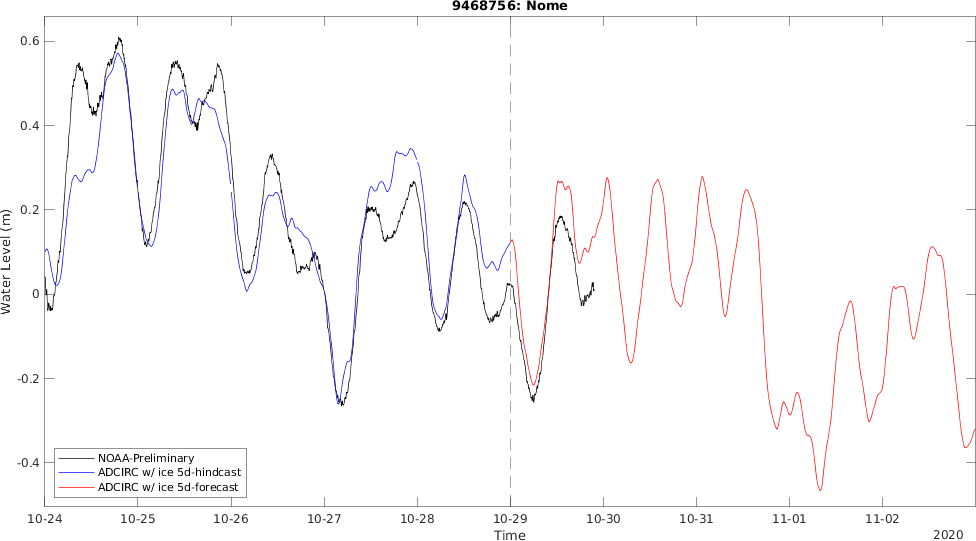 9468756: Nome
Water Level (m)
0.6
0.4
0.2
0
-0.2
-0.4
NOAA-Preliminary
ADCIRC w/ ice 5d-hindcast
ADCIRC w/ ice 5d-forecast
10-24 10-25 10-26 10-27 10-28 10-29 10-30 10-31 11-01 11-02
Time
2020